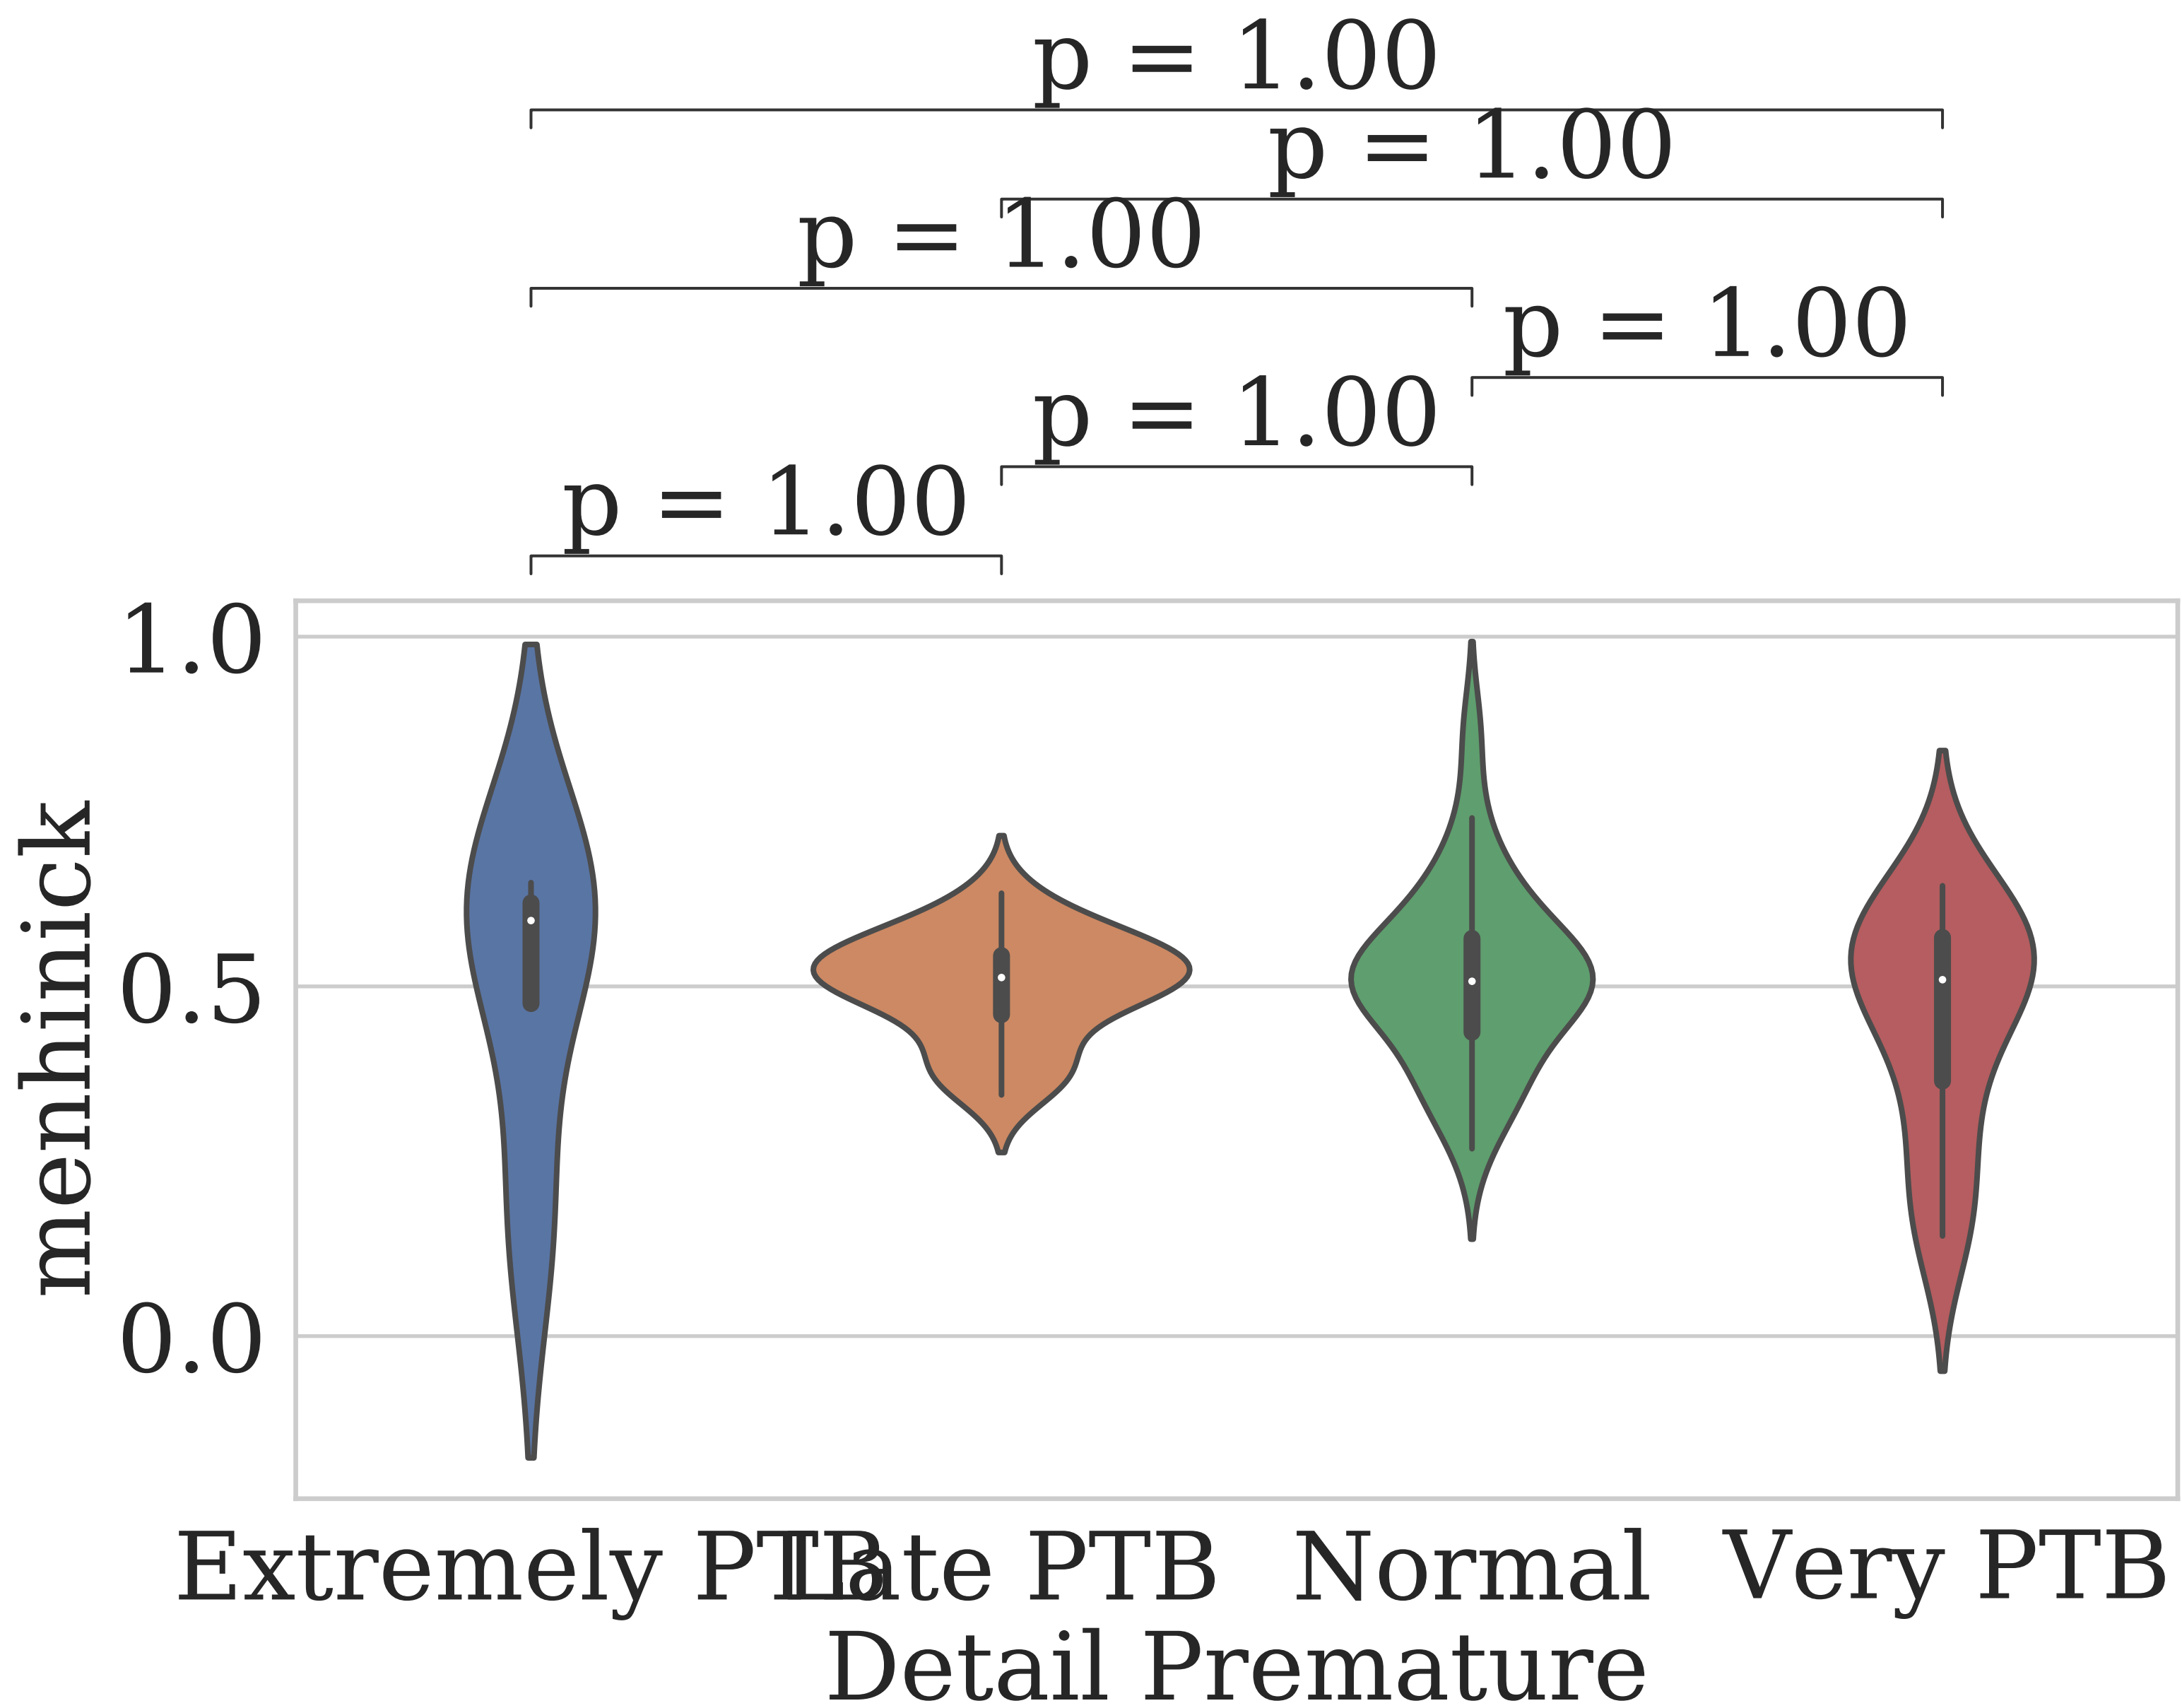 p = 1.00
p = 1.00
p = 1.00
p = 1.00
p = 1.00
p = 1.00
1.0
0.5
0.0
menhinick
Extremely PTB Late PTB Normal Very PTB
Detail Premature